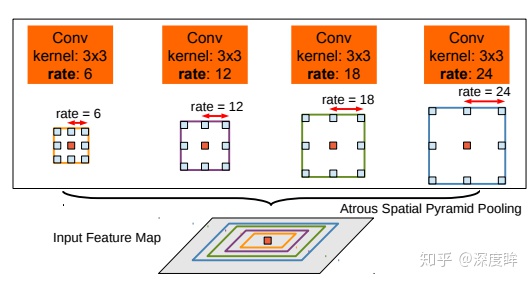 Conv
kernel: 3x3
rate: 6
Conv
kernel: 3x3
rate: 12
Conv
kernel: 3x3
rate: 18
Conv
kernel: 3x3
rate: 24
rate = 6
rate = 12
rate = 18
rate = 24
Atrous Spatial Pyramid Pooling
Input Feature Map
知乎 @深度眸